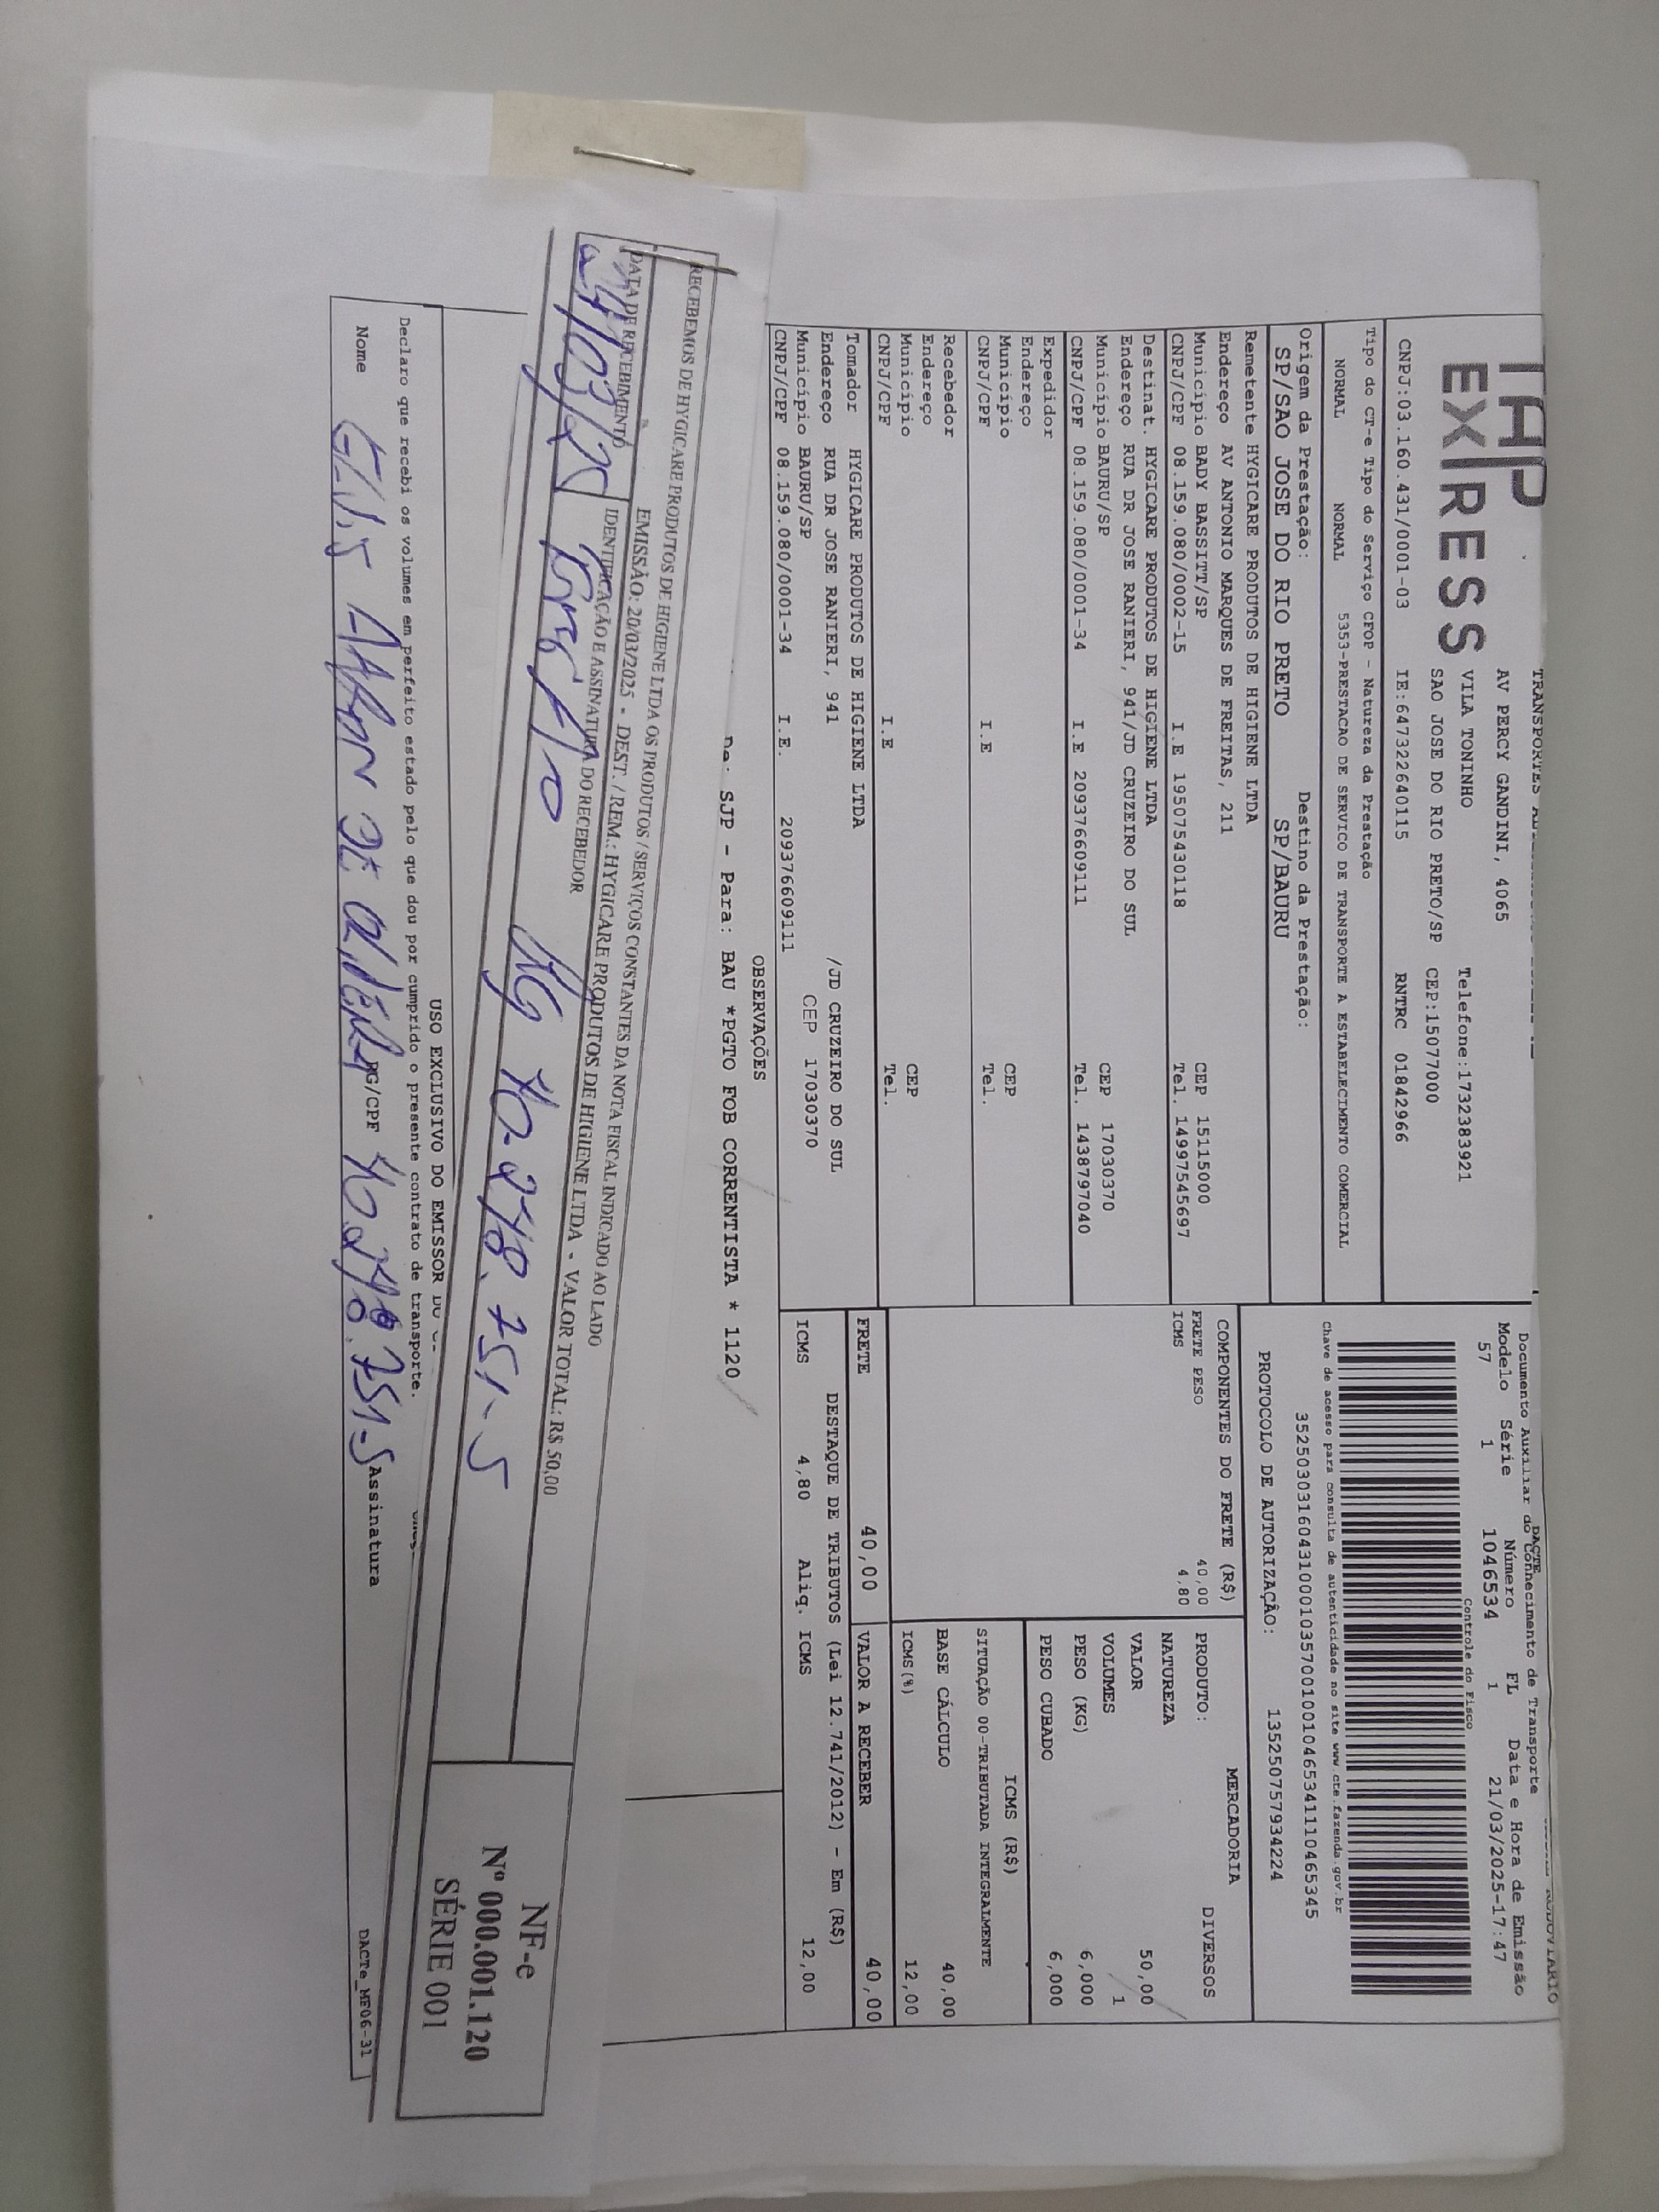 TAP
EXPRESS
AV PERCY GANDINI, 4065
VILA TONINHO
Telefone:1732383921
SAO JOSE DO RIO PRETO/SP CEP:15077000
CNPJ:03.160.431/0001-03 IE:647322640115 RNTRC 01842966
DACTE
Documento Auxiliar do Conhecimento de Transporte
Modelo Série Número FL Data e Hora de Emissão
57 1 1046534 1 21/03/2025-17:47
Controle do Fisco
Chave de acesso para consulta de autenticidade no site www.cte.fazenda.gov.br
35250303160431000103570010010465341110465345
PROTOCOLO DE AUTORIZAÇÃO: 135250757934224
Tipo do CT-e Tipo do Serviço CFOP - Natureza da Prestação
NORMAL NORMAL 5353-PRESTACAO DE SERVICO DE TRANSPORTE A ESTABELECIMENTO COMERCIAL
Origem da Prestação: Destino da Prestação:
SP/SAO JOSE DO RIO PRETO SP/BAURU
Remetente HYGICARE PRODUTOS DE HIGIENE LTDA
Endereço AV ANTONIO MARQUES DE FREITAS, 211
Município BADY BASSITT/SP CEP 15115000
CNPJ/CPF 08.159.080/0002-15 I.E 195075430118 Tel. 14997545697
Destinat. HYGICARE PRODUTOS DE HIGIENE LTDA
Endereço RUA DR JOSE RANIERI, 941/JD CRUZEIRO DO SUL
Município BAURU/SP CEP 17030370
CNPJ/CPF 08.159.080/0001-34 I.E 209376609111 Tel. 1438797040
Expedidor
Endereço
Município CEP
CNPJ/CPF I.E Tel.
Recebedor
Endereço
Município CEP
CNPJ/CPF I.E Tel.
Tomador HYGICARE PRODUTOS DE HIGIENE LTDA
Endereço RUA DR JOSE RANIERI, 941 /JD CRUZEIRO DO SUL
Município BAURU/SP CEP 17030370
CNPJ/CPF 08.159.080/0001-34 I.E. 209376609111
COMPONENTES DO FRETE (R$)
FRETE PESO 40,00
ICMS 4,80
MERCADORIA
PRODUTO: DIVERSOS
NATUREZA
VALOR 50,00
VOLUMES 1
PESO (KG) 6,000
PESO CUBADO 6,000
ICMS (R$)
SITUAÇÃO 00-TRIBUTADA INTEGRALMENTE
BASE CÁLCULO 40,00
ICMS(%) 12,00
FRETE 40,00 VALOR A RECEBER 40,00
DESTAQUE DE TRIBUTOS (Lei 12.741/2012) - Em (R$)
ICMS 4,80 Aliq. ICMS 12,00
OBSERVAÇÕES
De: SJP - Para: BAU *PGTO FOB CORRENTISTA * 1120
RECEBEMOS DE HYGICARE PRODUTOS DE HIGIENE LTDA OS PRODUTOS / SERVIÇOS CONSTANTES DA NOTA FISCAL INDICADO AO LADO
EMISSÃO: 20/03/2025 - DEST. / REM.: HYGICARE PRODUTOS DE HIGIENE LTDA - VALOR TOTAL: R$ 50,00
DATA DE RECEBIMENTO IDENTIFICAÇÃO E ASSINATURA DO RECEBEDOR
24/03/25 RG 40.278.751-5
NF-e
Nº 000.001.120
SÉRIE 001
USO EXCLUSIVO DO EMISSOR DO
Declaro que recebi os volumes em perfeito estado pelo que dou por cumprido o presente contrato de transporte.
Nome RG/CPF 40.278.751-5 Assinatura
DACTe_MF06-31